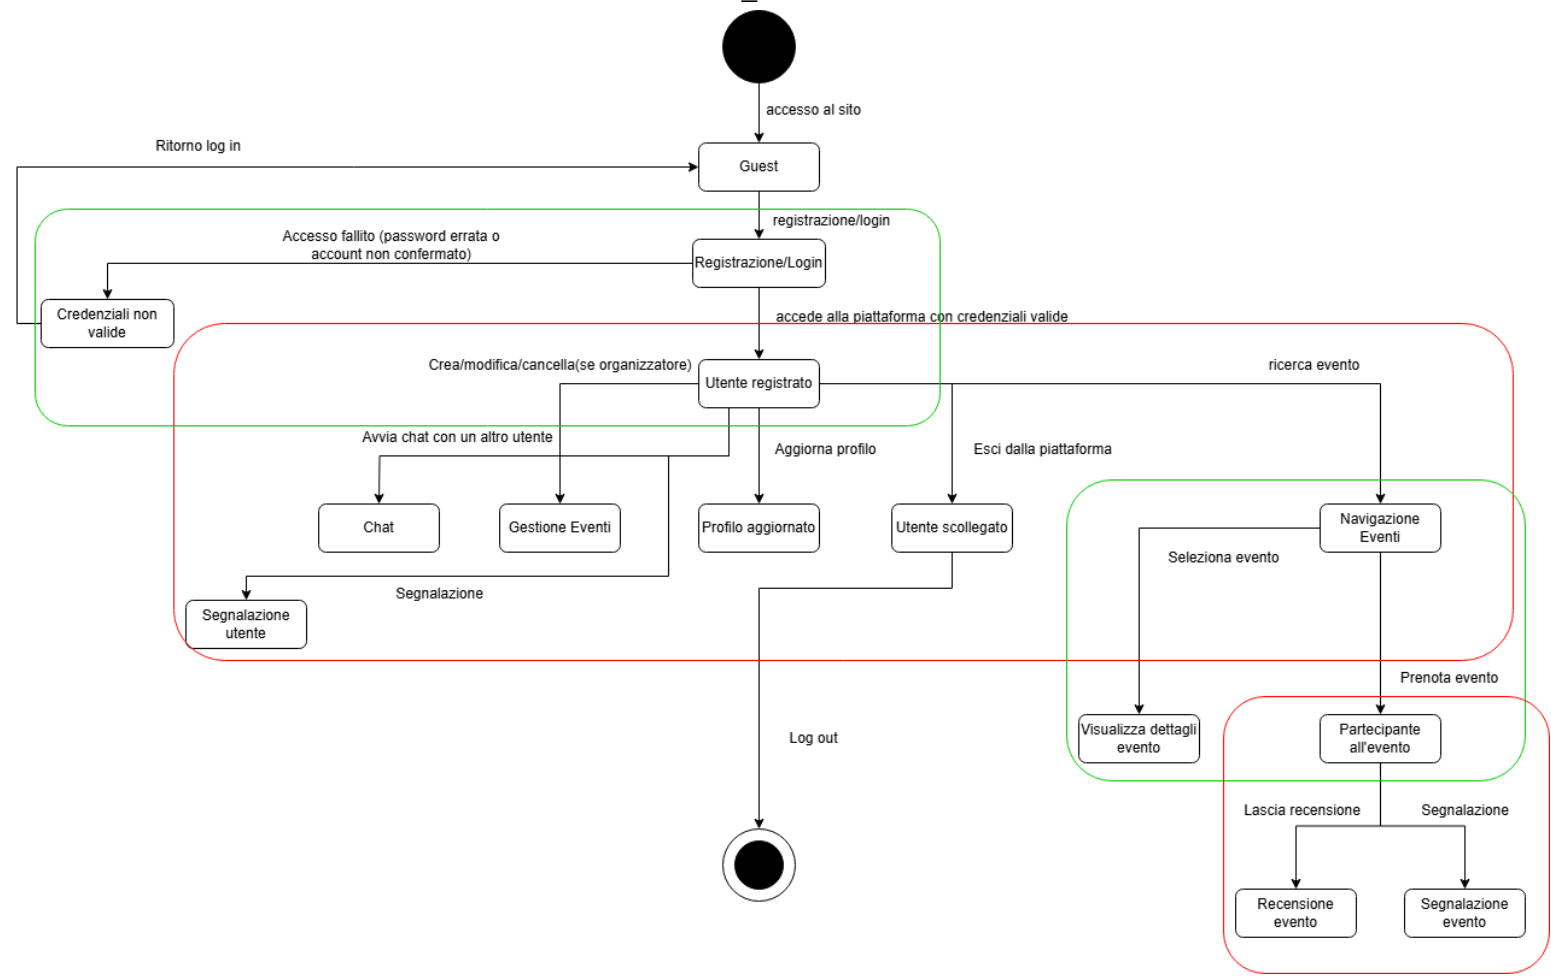 accesso al sito
Ritorno log in
Guest
registrazione/login
Accesso fallito (password errata o
account non confermato)
Registrazione/Login
Credenziali non
valide
accede alla piattaforma con credenziali valide
Crea/modifica/cancella(se organizzatore)
Utente registrato
ricerca evento
Avvia chat con un altro utente
Aggiorna profilo
Esci dalla piattaforma
Chat
Gestione Eventi
Profilo aggiornato
Utente scollegato
Navigazione
Eventi
Seleziona evento
Segnalazione
Segnalazione
utente
Prenota evento
Visualizza dettagli
evento
Partecipante
all'evento
Log out
Lascia recensione
Segnalazione
Recensione
evento
Segnalazione
evento